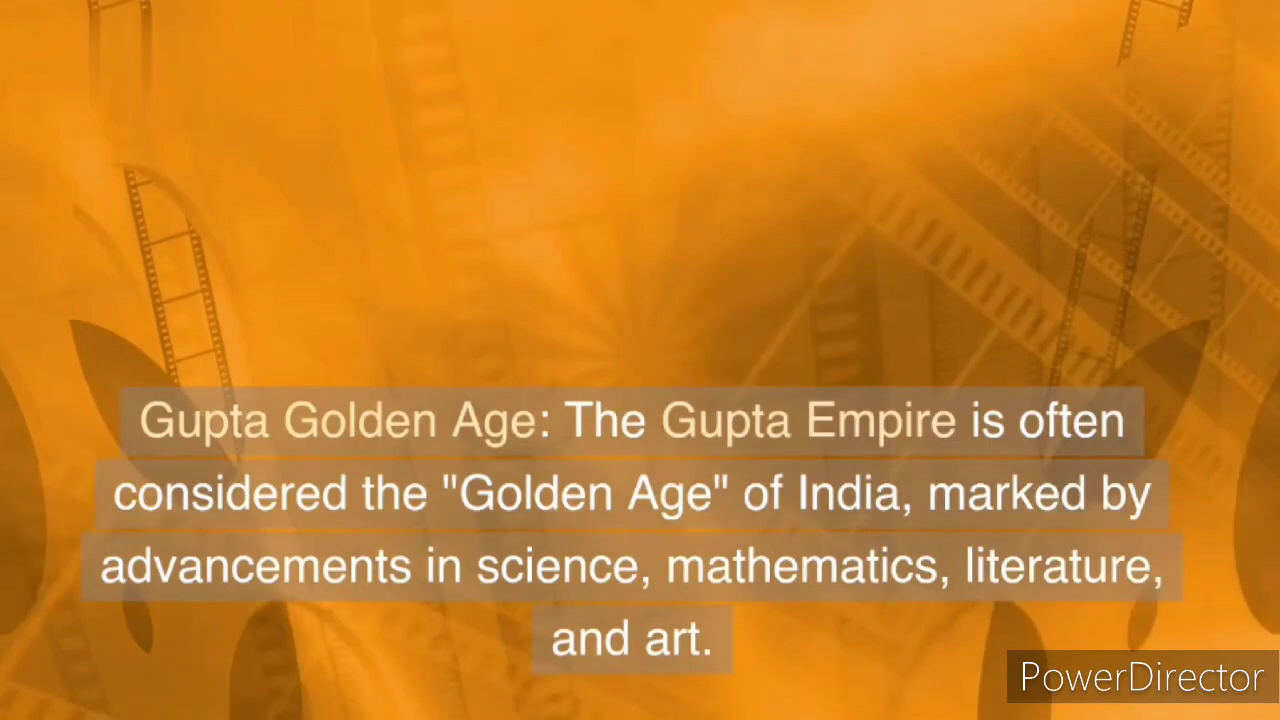 Gupta Golden Age: The Gupta Empire is often
considered the "Golden Age" of India, marked by
advancements in science, mathematics, literature,
and art.
PowerDirector